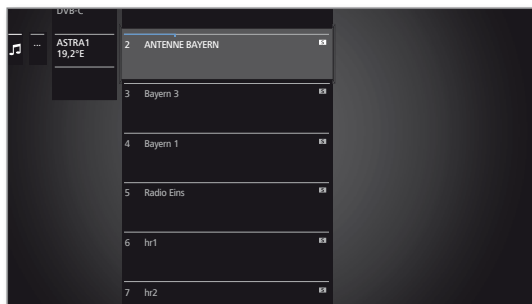 DVB-C
...
ASTRA1
19,2°E
2 ANTENNE BAYERN S
3 Bayern 3 S
4 Bayern 1 S
5 Radio Eins S
6 hr1 S
7 hr2 S